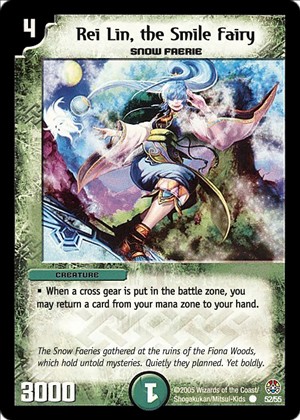 4
Rei Lin, the Smile Fairy
SNOW FAERIE
CREATURE
▪ When a cross gear is put in the battle zone, you
may return a card from your mana zone to your hand.
The Snow Faeries gathered at the ruins of the Fiona Woods,
which hold untold mysteries. Quietly they planned. Yet boldly.
3000
1
©2005 Wizards of the Coast/
Shogakukan/Mitsui-Kids
● 52/55